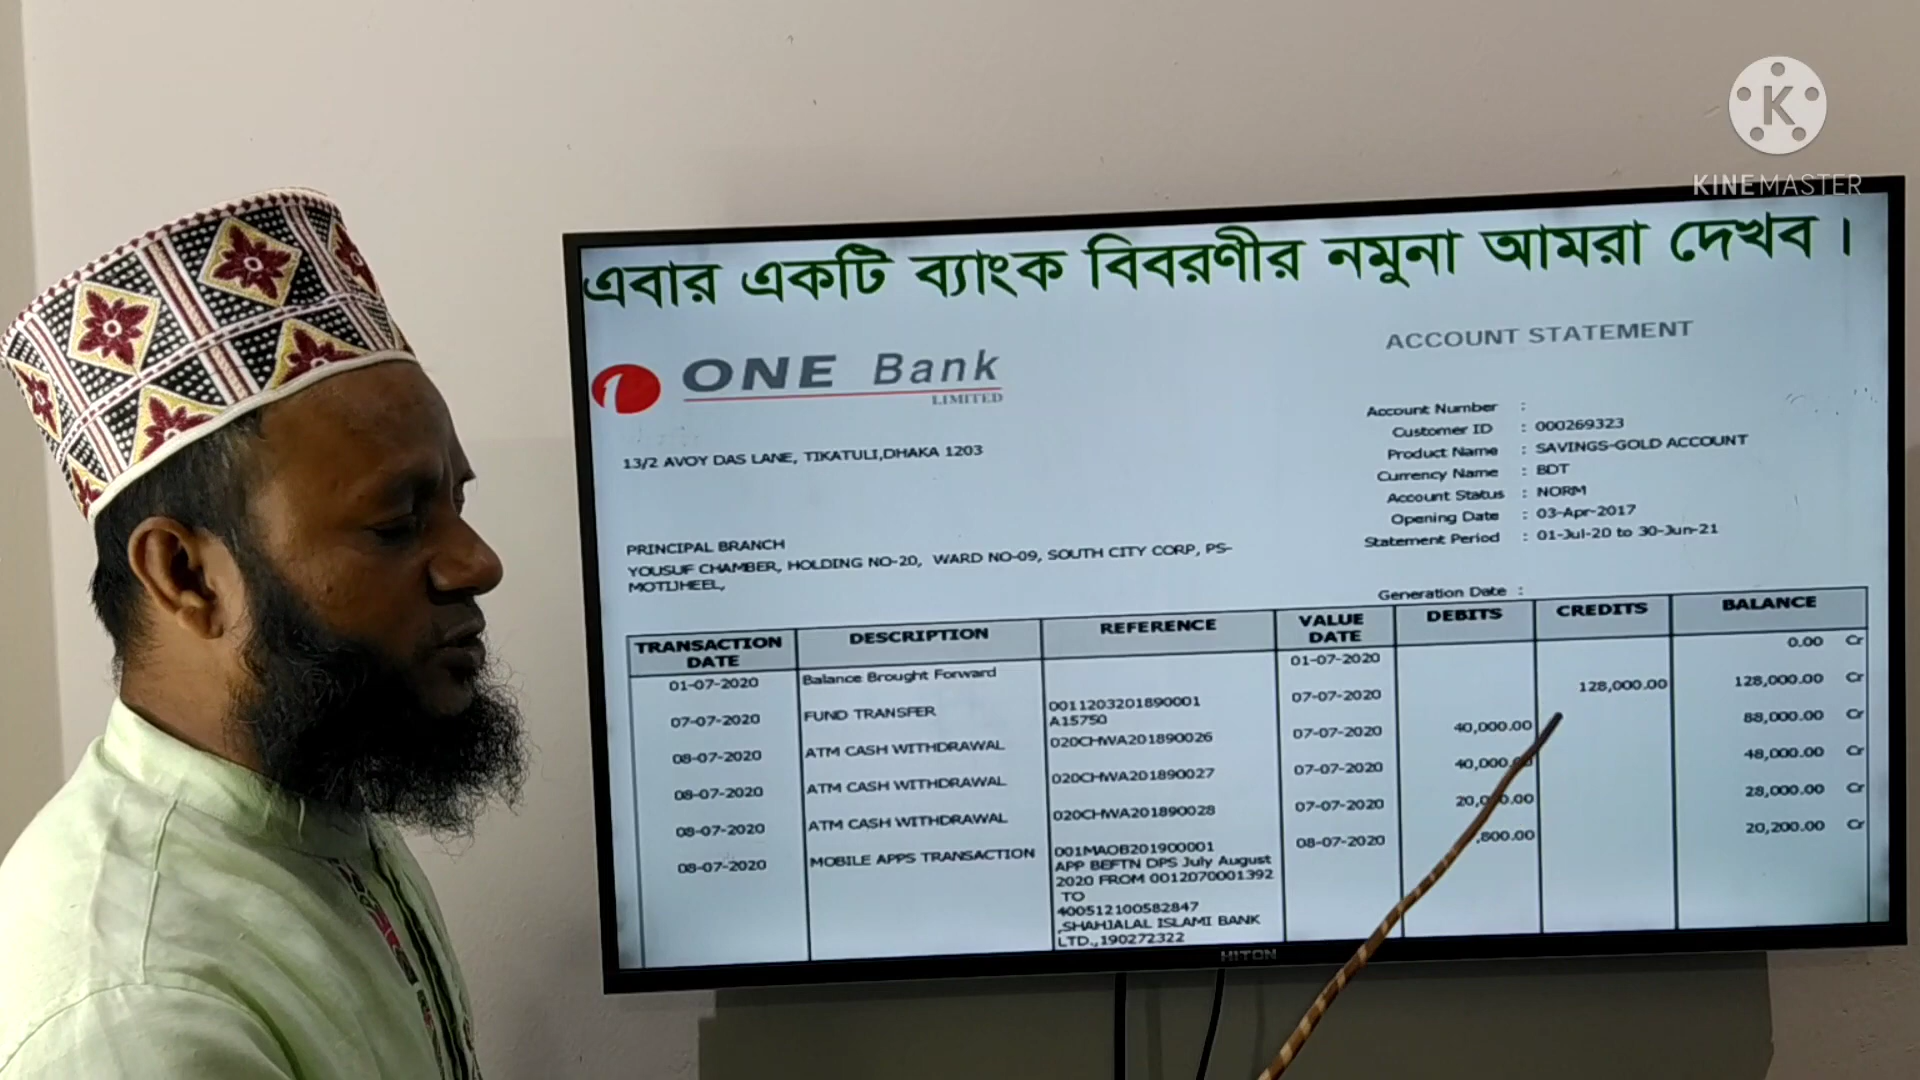 KINEMASTER
এবার একটি ব্যাংক বিবরণীর নমুনা আমরা দেখব।
ACCOUNT STATEMENT
ONE Bank
LIMITED
Account Number :
Customer ID : 000269323
Product Name : SAVINGS-GOLD ACCOUNT
Currency Name : BDT
Account Status : NORM
Opening Date : 03-Apr-2017
Statement Period : 01-Jul-20 to 30-Jun-21
Generation Date :
13/2 AVOY DAS LANE, TIKATULI,DHAKA 1203
PRINCIPAL BRANCH
YOUSUF CHAMBER, HOLDING NO-20, WARD NO-09, SOUTH CITY CORP, PS-
MOTIJHEEL,
TRANSACTION DATE DESCRIPTION REFERENCE VALUE DATE DEBITS CREDITS BALANCE
01-07-2020 Balance Brought Forward 01-07-2020 0.00 Cr
07-07-2020 FUND TRANSFER 0011203201890001 07-07-2020 128,000.00 128,000.00 Cr
A15750
08-07-2020 ATM CASH WITHDRAWAL 020CHWA201890026 07-07-2020 40,000.00 88,000.00 Cr
08-07-2020 ATM CASH WITHDRAWAL 020CHWA201890027 07-07-2020 40,000 48,000.00 Cr
08-07-2020 ATM CASH WITHDRAWAL 020CHWA201890028 07-07-2020 20,000.00 28,000.00 Cr
08-07-2020 MOBILE APPS TRANSACTION 001MAOB201900001 08-07-2020 ,800.00 20,200.00 Cr
APP BEFTN DPS July August
2020 FROM 0012070001392
TO
400512100582847
,SHAHJALAL ISLAMI BANK
LTD.,190272322
HITON